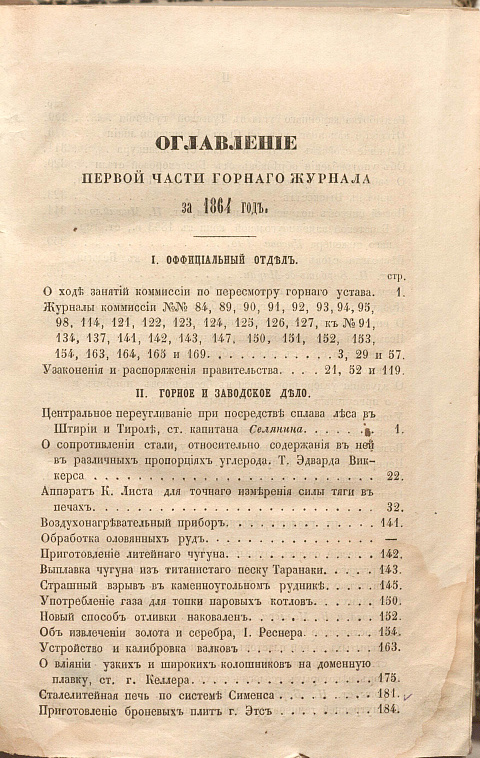 ОГЛАВЛЕНІЕ
ПЕРВОЙ ЧАСТИ ГОРНАГО ЖУРНАЛА
за 1864 годъ.
I. ОФФИЦІАЛЬНЫЙ ОТДѢЛЪ.
стр.
О ходѣ занятій коммиссіи по пересмотру горнаго устава. 1.
Журналы коммиссіи №№ 84, 89, 90, 91, 92, 93, 94, 95,
98, 114, 121, 122, 123, 124, 125, 126, 127, къ № 91,
134, 137, 141, 142, 143, 147, 150, 151, 152, 153,
154, 163, 164, 165 и 169. . . . . . . . . . . . 3, 29 и 57.
Узаконенія и распоряженія правительства. . . . 21, 52 и 119.
II. ГОРНОЕ И ЗАВОДСКОЕ ДѢЛО.
Центральное переугливаніе при посредствѣ сплава лѣса въ
Штиріи и Тиролѣ, ст. капитана Селянина. . . . . . . 1.
О сопротивленіи стали, относительно содержанія въ ней
въ различныхъ пропорціяхъ углерода. Т. Эдварда Вик-
керса . . . . . . . . . . . . . . . . . . . . . 22.
Аппаратъ К. Листа для точнаго измѣренія силы тяги въ
печахъ. . . . . . . . . . . . . . . . . . . . . 32.
Воздухонагрѣвательный приборъ. . . . . . . . . . . 141.
Обработка оловянныхъ рудъ. . . . . . . . . . . . . —
Приготовленіе литейнаго чугуна. . . . . . . . . . . 142.
Выплавка чугуна изъ титанистаго песку Таранаки. . . . 143.
Страшный взрывъ въ каменноугольномъ рудникѣ. . . . . 145.
Употребленіе газа для топки паровыхъ котловъ. . . . . 150.
Новый способъ отливки наковаленъ. . . . . . . . . . 152.
Объ извлеченіи золота и серебра, І. Реснера. . . . . . 154.
Устройство и калибровка валковъ. . . . . . . . . . 163.
О вліяніи узкихъ и широкихъ колошниковъ на доменную
плавку, ст. г. Келлера. . . . . . . . . . . . . . 175.
Сталелитейная печь по системѣ Сименса . . . . . . . . 181.
Приготовленіе броневыхъ плитъ г. Этсъ . . . . . . . . 184.